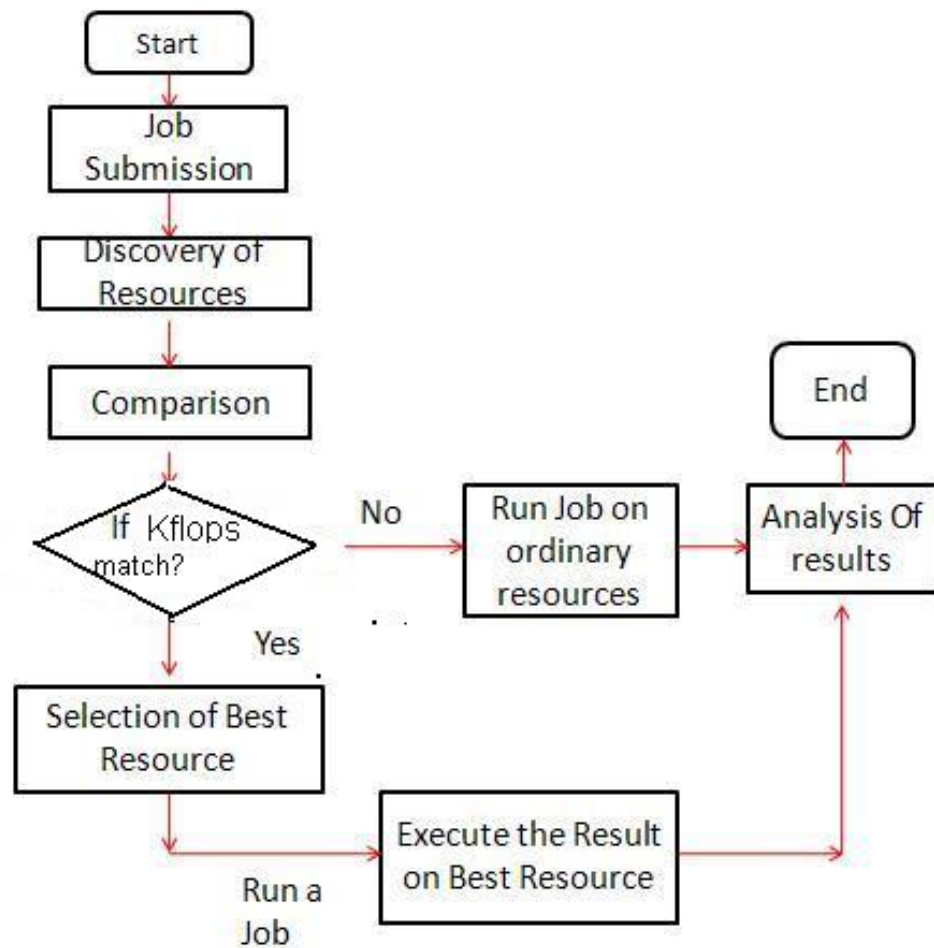 Start
Job
Submission
Discovery of
Resources
Comparison
If Kflops
match?
No
Run Job on
ordinary
resources
Analysis Of
results
End
Yes
Selection of Best
Resource
Run a
Job
Execute the Result
on Best Resource